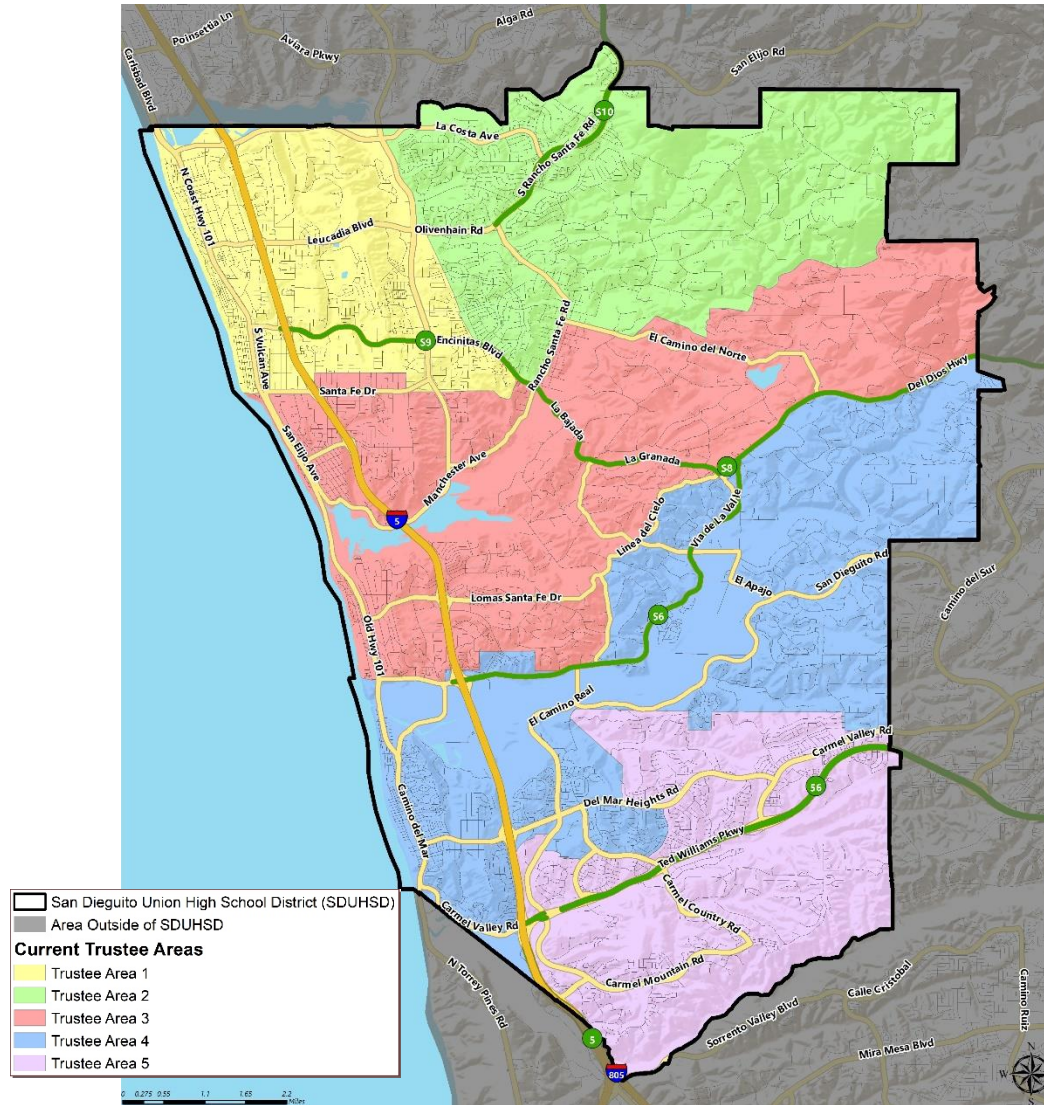 Poinsettia Ln
Alga Rd
Aviara Pkwy
San Elijo Rd
Carlsbad Blvd
S10
La Costa Ave
S Rancho Santa Fe Rd
N Coast Hwy 101
Leucadia Blvd
Olivenhain Rd
S Vulcan Ave
S9
Encinitas Blvd
Rancho Santa Fe Rd
El Camino del Norte
Del Dios Hwy
Santa Fe Dr
La Bajada
San Elijo Ave
Manchester Ave
La Granada
S8
5
Linea del Cielo
Via de La Valle
El Apajo
San Dieguito Rd
Camino del Sur
Lomas Santa Fe Dr
S6
Old Hwy 101
El Camino Real
Carmel Valley Rd
56
Del Mar Heights Rd
Camino del Mar
Ted Williams Pkwy
Carmel Country Rd
Carmel Valley Rd
Carmel Mountain Rd
N Torrey Pines Rd
Calle Cristobal
Sorrento Valley Blvd
Camino Ruiz
Mira Mesa Blvd
5
805
San Dieguito Union High School District (SDUHSD)
Area Outside of SDUHSD
Current Trustee Areas
Trustee Area 1
Trustee Area 2
Trustee Area 3
Trustee Area 4
Trustee Area 5
0 0.275 0.55 1.1 1.65 2.2
Miles
N
W E
S